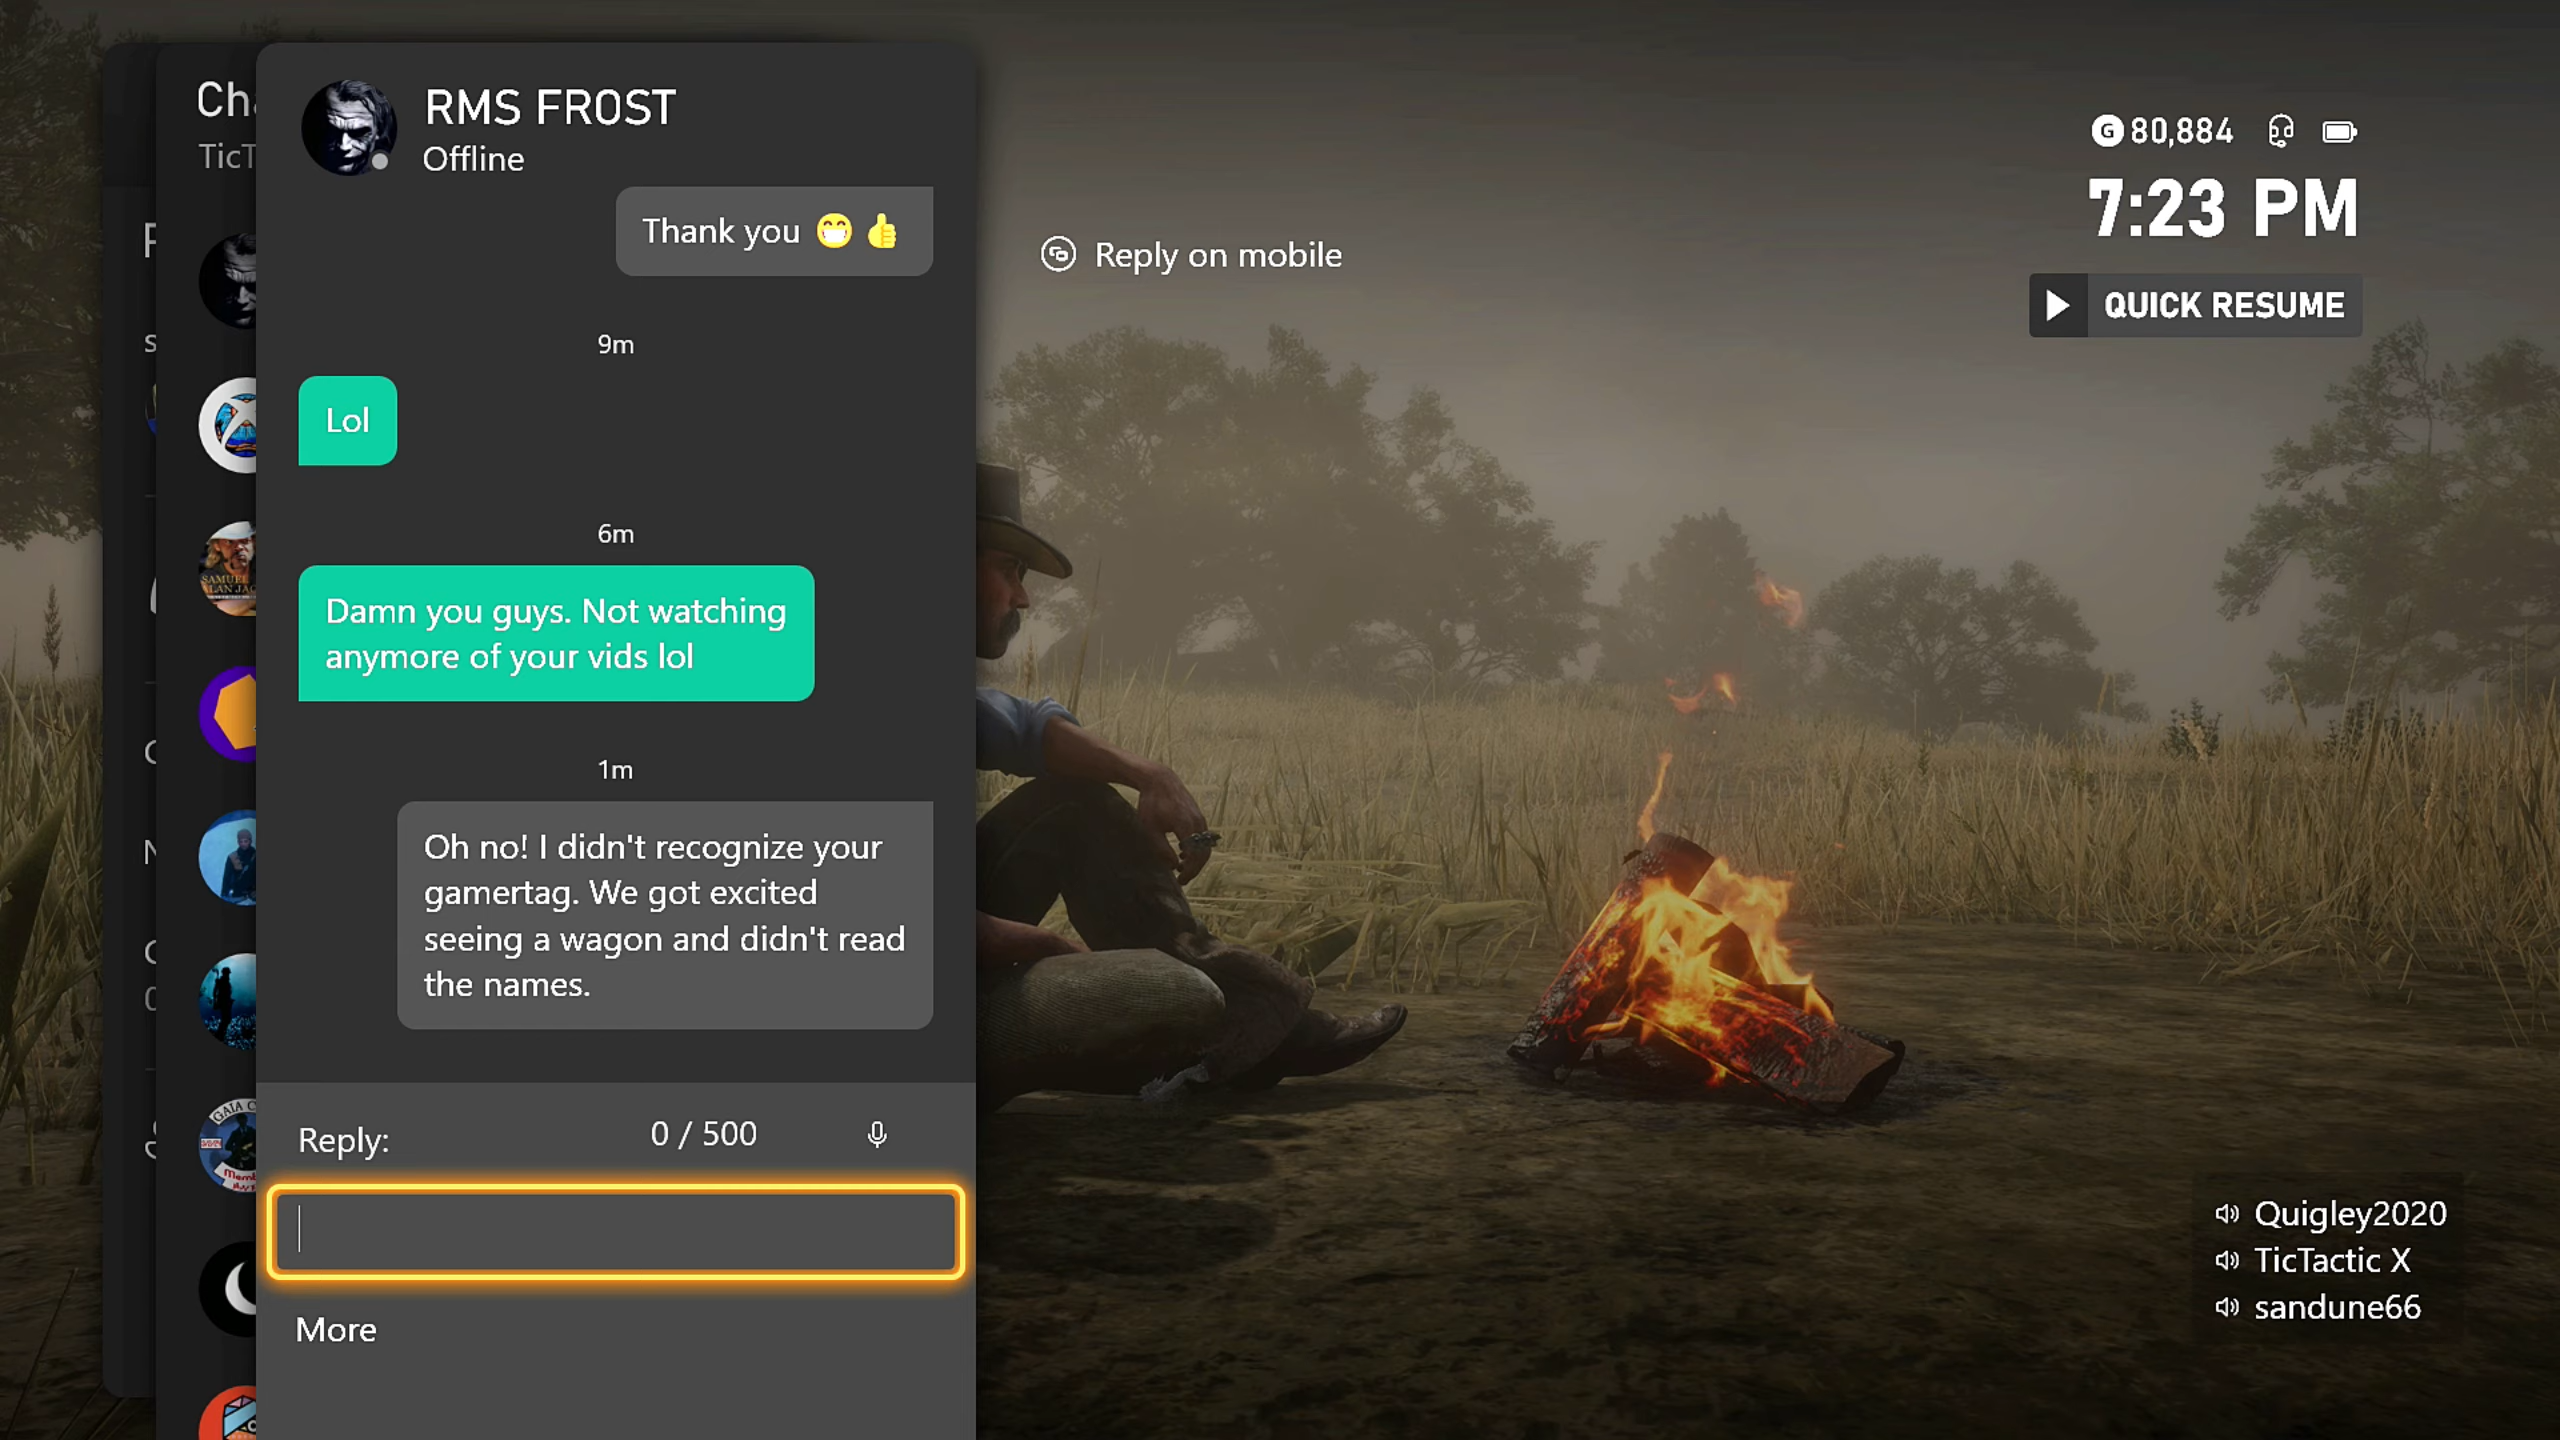 RMS FROST
Offline
Thank you 😁 👍
9m
Lol
6m
Damn you guys. Not watching
anymore of your vids lol
1m
Oh no! I didn't recognize your
gamertag. We got excited
seeing a wagon and didn't read
the names.
Reply:
0 / 500
More
Reply on mobile
G 80,884
7:23 PM
QUICK RESUME
Quigley2020
TicTactic X
sandune66